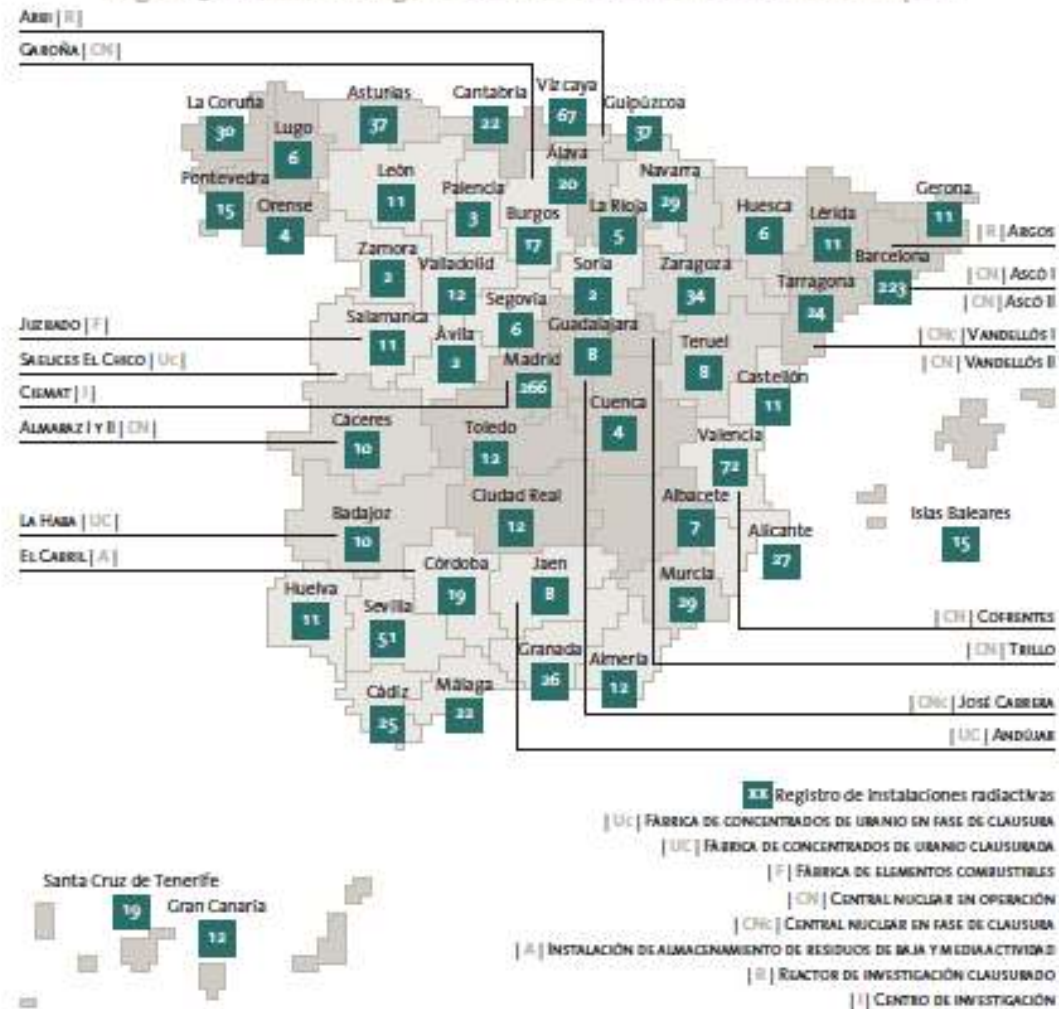 ARBI | R |
GAROÑA | CN |
La Coruña
30
Lugo
6
Asturias
37
Cantabria
22
Vizcaya
67
Guipúzcoa
37
Álava
20
Pontevedra
15
Orense
4
León
11
Palencia
3
Burgos
17
La Rioja
5
Navarra
29
Huesca
6
Lérida
11
Gerona
11
| R | ARGOS
Barcelona
223
| CN | ASCÓ I
| CN | ASCÓ II
Zamora
2
Valladolid
12
Soria
2
Zaragoza
34
Tarragona
24
| CNc | VANDELLÓS I
| CN | VANDELLÓS II
JUZBADO | F |
SAELICES EL CHICO | Uc |
CIEMAT | I |
ALMARAZ I Y II | CN |
Salamanca
11
Ávila
2
Segovia
6
Madrid
266
Guadalajara
8
Teruel
8
Castellón
11
Cáceres
10
Toledo
12
Cuenca
4
Valencia
72
LA HABA | UC |
EL CABRIL | A |
Badajoz
10
Ciudad Real
12
Albacete
7
Alicante
27
Islas Baleares
15
Huelva
11
Sevilla
51
Córdoba
19
Jaen
8
Murcia
29
| CN | COFRENTES
| CN | TRILLO
Cádiz
25
Málaga
22
Granada
26
Almería
12
| CNc | JOSÉ CABRERA
| UC | ANDÚJAR
XX Registro de instalaciones radiactivas
| Uc | FÁBRICA DE CONCENTRADOS DE URANIO EN FASE DE CLAUSURA
| UC | FÁBRICA DE CONCENTRADOS DE URANIO CLAUSURADA
| F | FÁBRICA DE ELEMENTOS COMBUSTIBLES
| CN | CENTRAL NUCLEAR EN OPERACIÓN
| CNc | CENTRAL NUCLEAR EN FASE DE CLAUSURA
| A | INSTALACIÓN DE ALMACENAMIENTO DE RESIDUOS DE BAJA Y MEDIA ACTIVIDAD
| R | REACTOR DE INVESTIGACIÓN CLAUSURADO
| I | CENTRO DE INVESTIGACIÓN
Santa Cruz de Tenerife
19
Gran Canaria
12